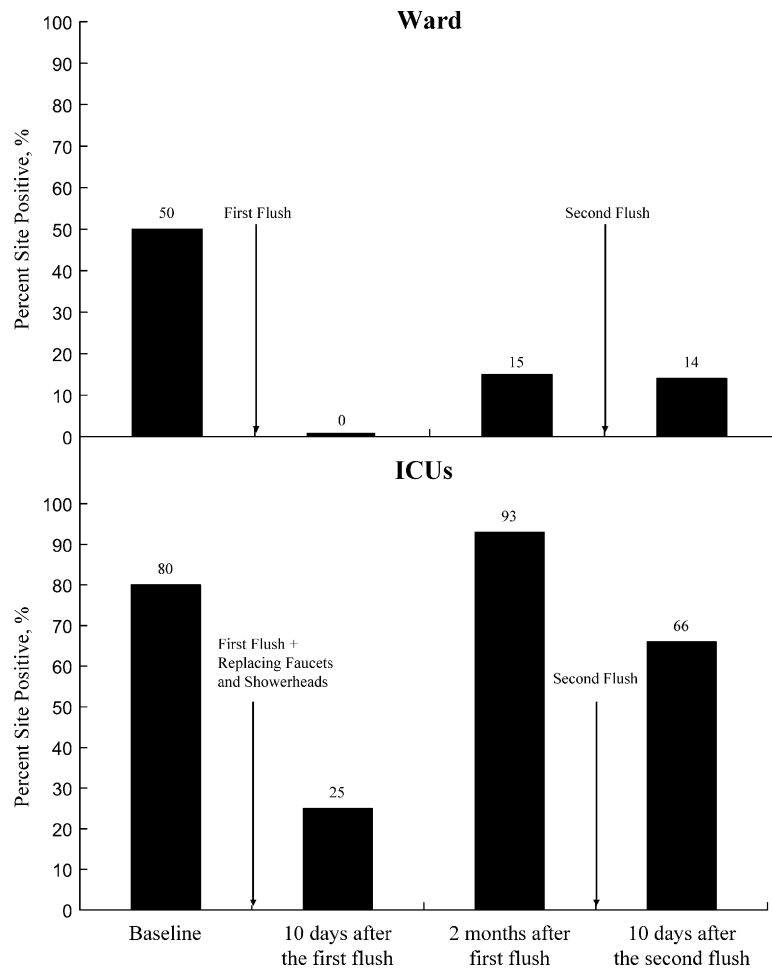 Ward
Percent Site Positive, %
100
90
80
70
60
50
40
30
20
10
0
50
First Flush
0
15
Second Flush
14
ICUs
Percent Site Positive, %
100
90
80
70
60
50
40
30
20
10
0
80
First Flush +
Replacing Faucets
and Showerheads
25
93
Second Flush
66
Baseline
10 days after
the first flush
2 months after
first flush
10 days after
the second flush